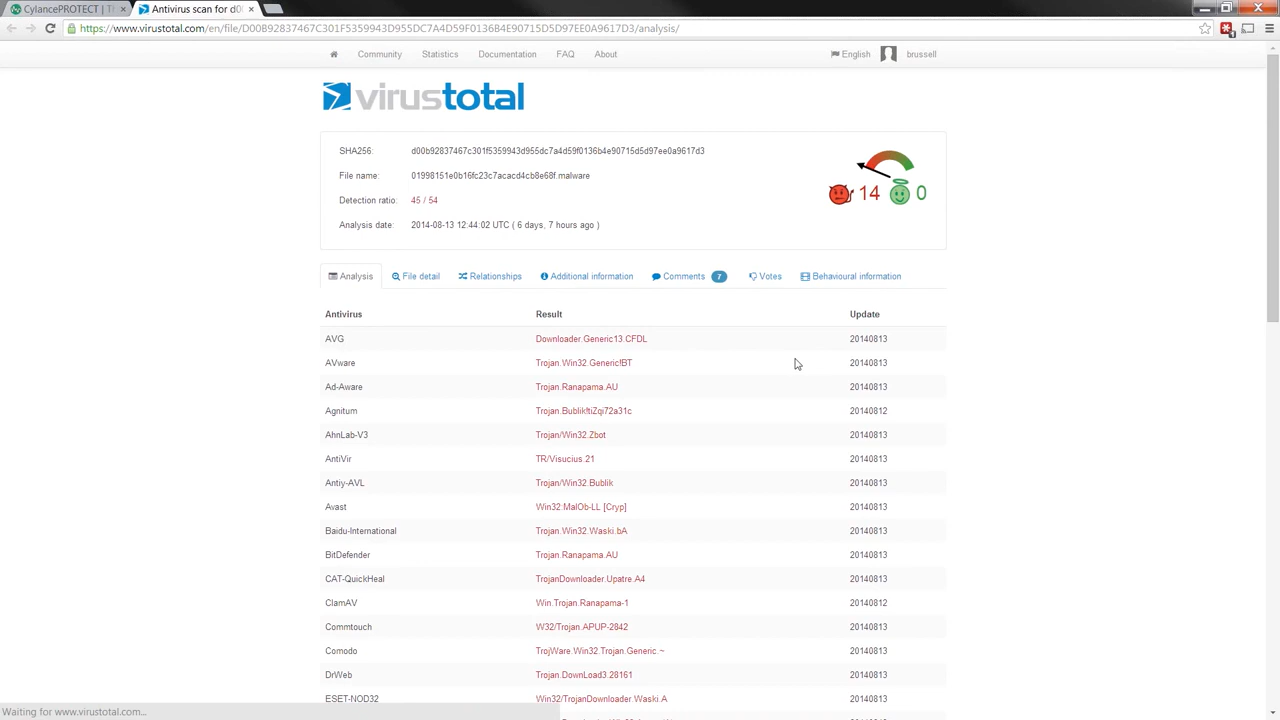 CylancePROTECT | Th
Antivirus scan for d0
https://www.virustotal.com/en/file/D00B92837467C301F5359943D955DC7A4D59F0136B4E90715D5D97EE0A9617D3/analysis/
Community Statistics Documentation FAQ About English brussell
virustotal
SHA256: d00b92837467c301f5359943d955dc7a4d59f0136b4e90715d5d97ee0a9617d3
File name: 01998151e0b16fc23c7acacd4cb8e68f.malware
Detection ratio: 45 / 54
14 0
Analysis date: 2014-08-13 12:44:02 UTC ( 6 days, 7 hours ago )
Analysis File detail Relationships Additional information Comments 7 Votes Behavioural information
Antivirus Result Update
AVG Downloader.Generic13.CFDL 20140813
AVware Trojan.Win32.Generic!BT 20140813
Ad-Aware Trojan.Ranapama.AU 20140813
Agnitum Trojan.Bublik!tiZqi72a31c 20140812
AhnLab-V3 Trojan/Win32.Zbot 20140813
AntiVir TR/Visucius.21 20140813
Antiy-AVL Trojan/Win32.Bublik 20140813
Avast Win32:MalOb-LL [Cryp] 20140813
Baidu-International Trojan.Win32.Waski.bA 20140813
BitDefender Trojan.Ranapama.AU 20140813
CAT-QuickHeal TrojanDownloader.Upatre.A4 20140813
ClamAV Win.Trojan.Ranapama-1 20140812
Commtouch W32/Trojan.APUP-2842 20140813
Comodo TrojWare.Win32.Trojan.Generic.~ 20140813
DrWeb Trojan.DownLoad3.28161 20140813
ESET-NOD32 Win32/TrojanDownloader.Waski.A 20140813
Waiting for www.virustotal.com...